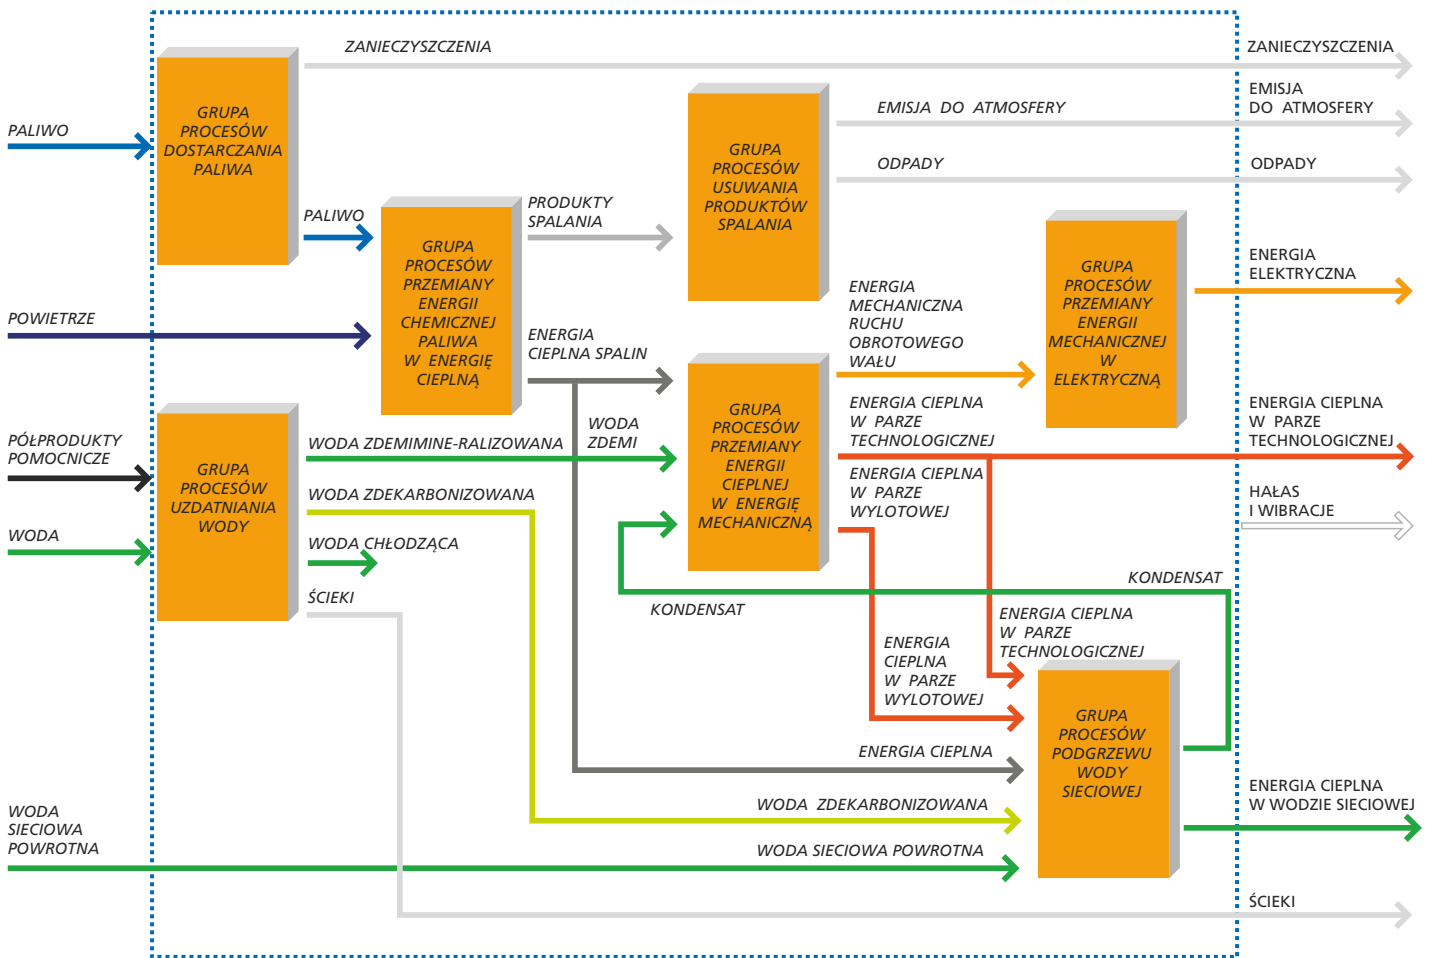 ZANIECZYSZCZENIA
ZANIECZYSZCZENIA
GRUPA
PROCESÓW
DOSTARCZANIA
PALIWA
PALIWO
EMISJA DO ATMOSFERY
EMISJA
DO ATMOSFERY
GRUPA
PROCESÓW
USUWANIA
PRODUKTÓW
SPALANIA
ODPADY
ODPADY
PALIWO
PRODUKTY
SPALANIA
GRUPA
PROCESÓW
PRZEMIANY
ENERGII
CHEMICZNEJ
PALIWA
W ENERGIĘ
CIEPLNĄ
GRUPA
PROCESÓW
PRZEMIANY
ENERGII
MECHANICZNEJ
W
ELEKTRYCZNĄ
ENERGIA
ELEKTRYCZNA
ENERGIA
MECHANICZNA
RUCHU
OBROTOWEGO
WAŁU
POWIETRZE
ENERGIA
CIEPLNA SPALIN
GRUPA
PROCESÓW
PRZEMIANY
ENERGII
CIEPLNEJ
W ENERGIĘ
MECHANICZNĄ
ENERGIA CIEPLNA
W PARZE
TECHNOLOGICZNEJ
ENERGIA CIEPLNA
W PARZE
TECHNOLOGICZNEJ
PÓŁPRODUKTY
POMOCNICZE
GRUPA
PROCESÓW
UZDATNIANIA
WODY
WODA ZDEMIMINE-RALIZOWANA
WODA
ZDEMI
ENERGIA CIEPLNA
W PARZE
WYLOTOWEJ
WODA ZDEKARBONIZOWANA
HAŁAS
I WIBRACJE
WODA
WODA CHŁODZĄCA
KONDENSAT
ŚCIEKI
KONDENSAT
ENERGIA CIEPLNA
W PARZE
TECHNOLOGICZNEJ
ENERGIA
CIEPLNA
W PARZE
WYLOTOWEJ
GRUPA
PROCESÓW
PODGRZEWU
WODY
SIECIOWEJ
ENERGIA CIEPLNA
ENERGIA CIEPLNA
W WODZIE SIECIOWEJ
WODA ZDEKARBONIZOWANA
WODA
SIECIOWA
POWROTNA
WODA SIECIOWA POWROTNA
ŚCIEKI